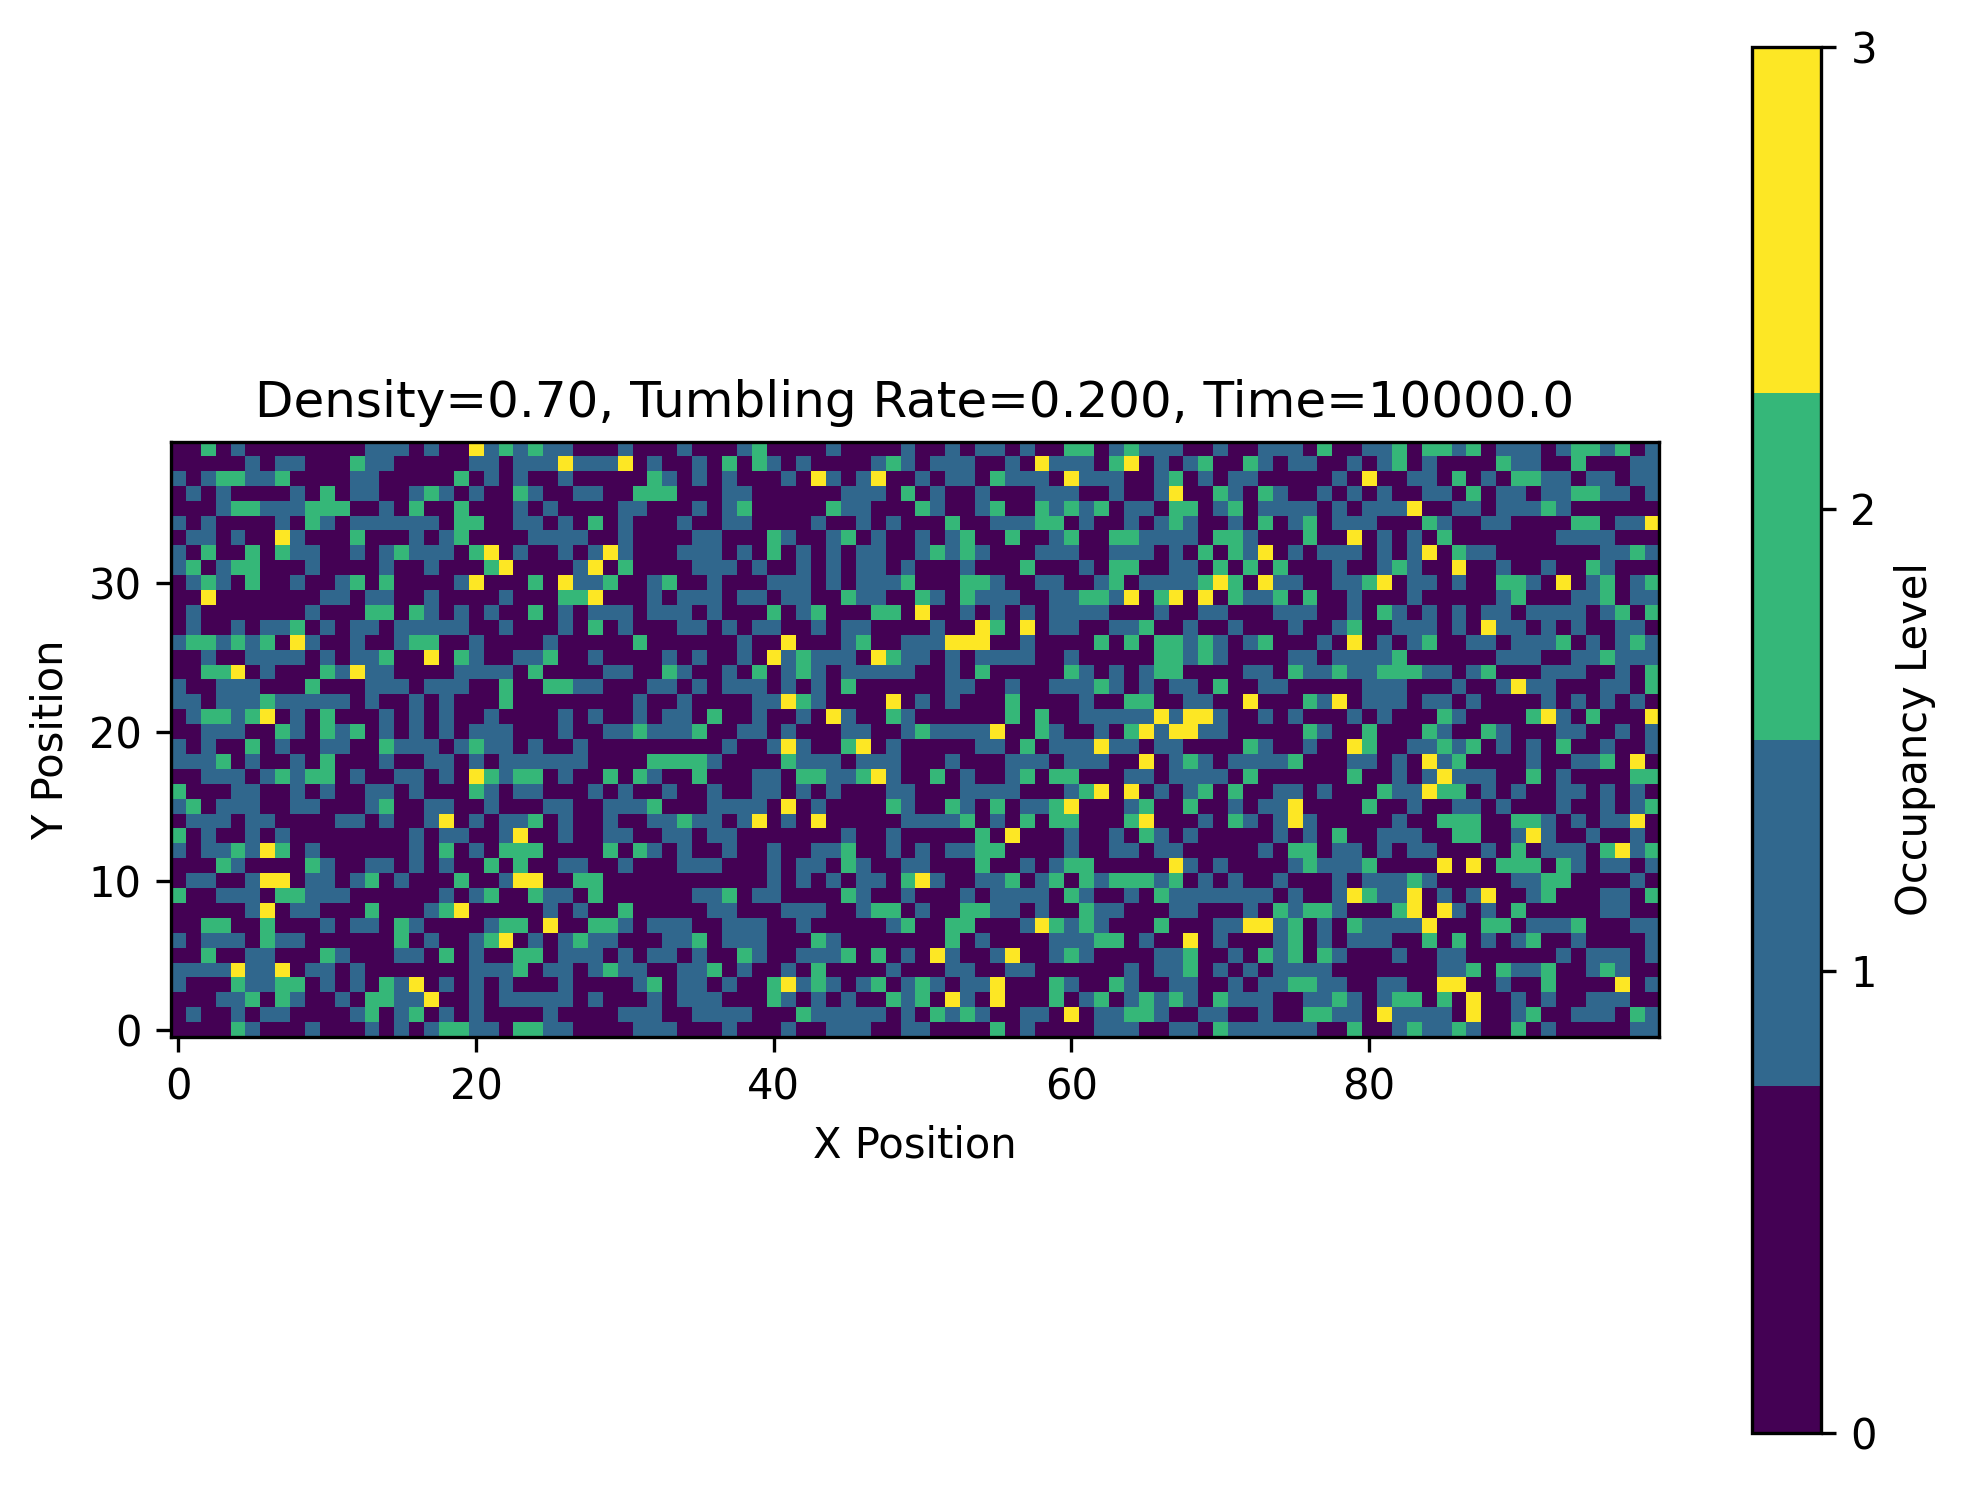 Density=0.70, Tumbling Rate=0.200, Time=10000.0
Y Position
30
20
10
0
0 20 40 60 80
X Position
3
2
1
0
Occupancy Level